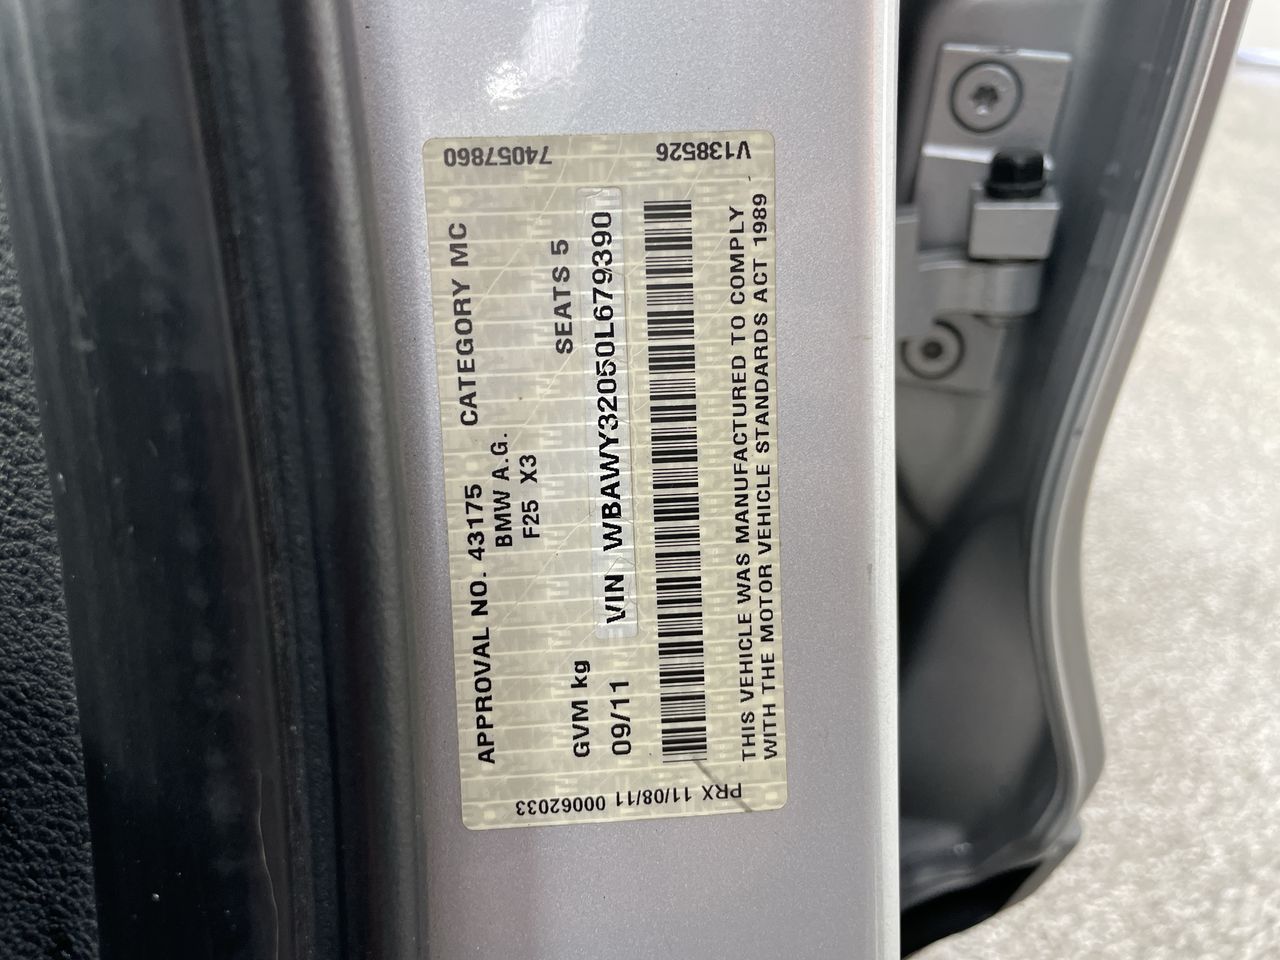 APPROVAL NO. 43175 CATEGORY MC
BMW A.G.
F25 X3
SEATS 5
GVM kg
09/11
VIN WBAWY32050L679390
THIS VEHICLE WAS MANUFACTURED TO COMPLY
WITH THE MOTOR VEHICLE STANDARDS ACT 1989
74057860
V138526
PRX 11/08/11 00062033